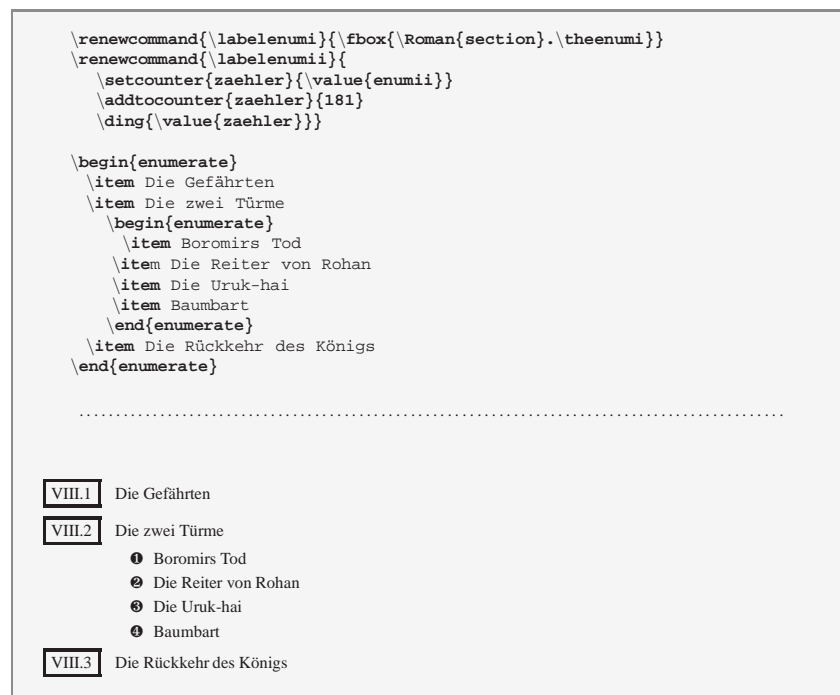 \renewcommand{\labelenumi}{\fbox{\Roman{section}.\theenumi}}
\renewcommand{\labelenumii}{
\setcounter{zaehler}{\value{enumii}}
\addtocounter{zaehler}{181}
\ding{\value{zaehler}}}
\begin{enumerate}
\item Die Gefährten
\item Die zwei Türme
\begin{enumerate}
\item Boromirs Tod
\item Die Reiter von Rohan
\item Die Uruk-hai
\item Baumbart
\end{enumerate}
\item Die Rückkehr des Königs
\end{enumerate}
VIII.1 Die Gefährten
VIII.2 Die zwei Türme
❶ Boromirs Tod
❷ Die Reiter von Rohan
❸ Die Uruk-hai
❹ Baumbart
VIII.3 Die Rückkehr des Königs